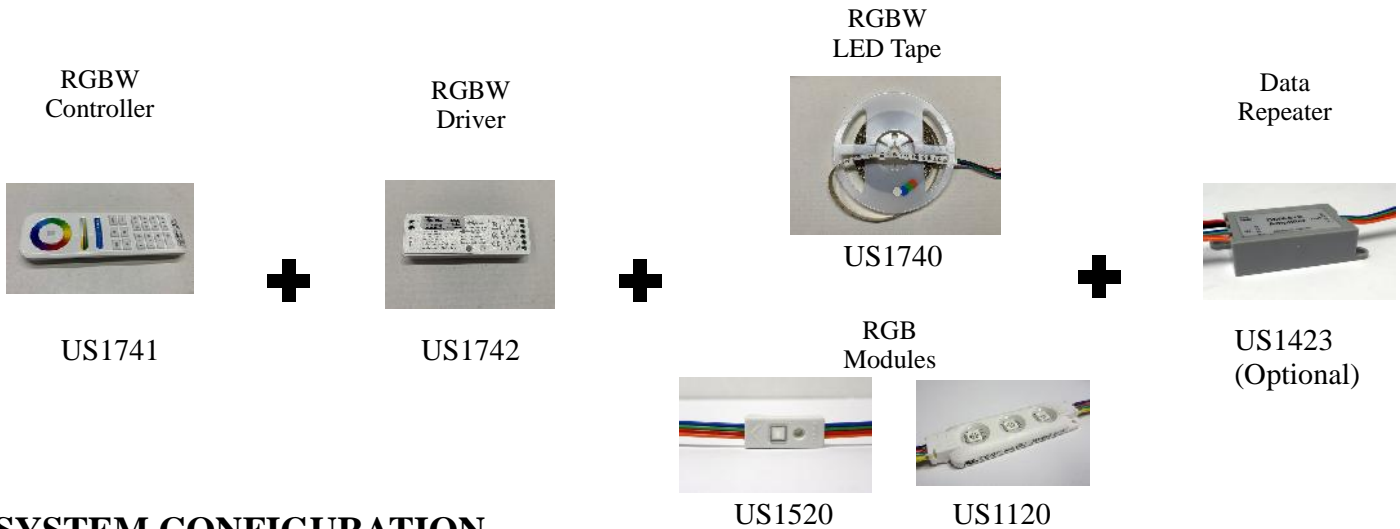 RGBW
Controller
US1741
RGBW
Driver
US1742
RGBW
LED Tape
US1740
RGB
Modules
US1520
US1120
Data
Repeater
US1423
(Optional)
SYSTEM CONFIGURATION